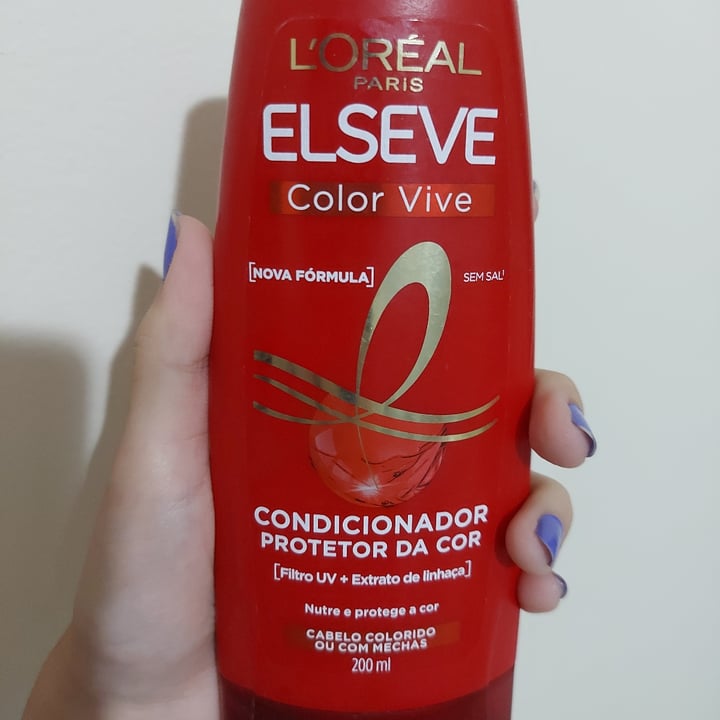 L'ORÉAL
PARIS
ELSEVE
Color Vive
[NOVA FÓRMULA]
SEM SAL¹
CONDICIONADOR
PROTETOR DA COR
[Filtro UV + Extrato de linhaça]
Nutre e protege a cor
CABELO COLORIDO
OU COM MECHAS
200 ml